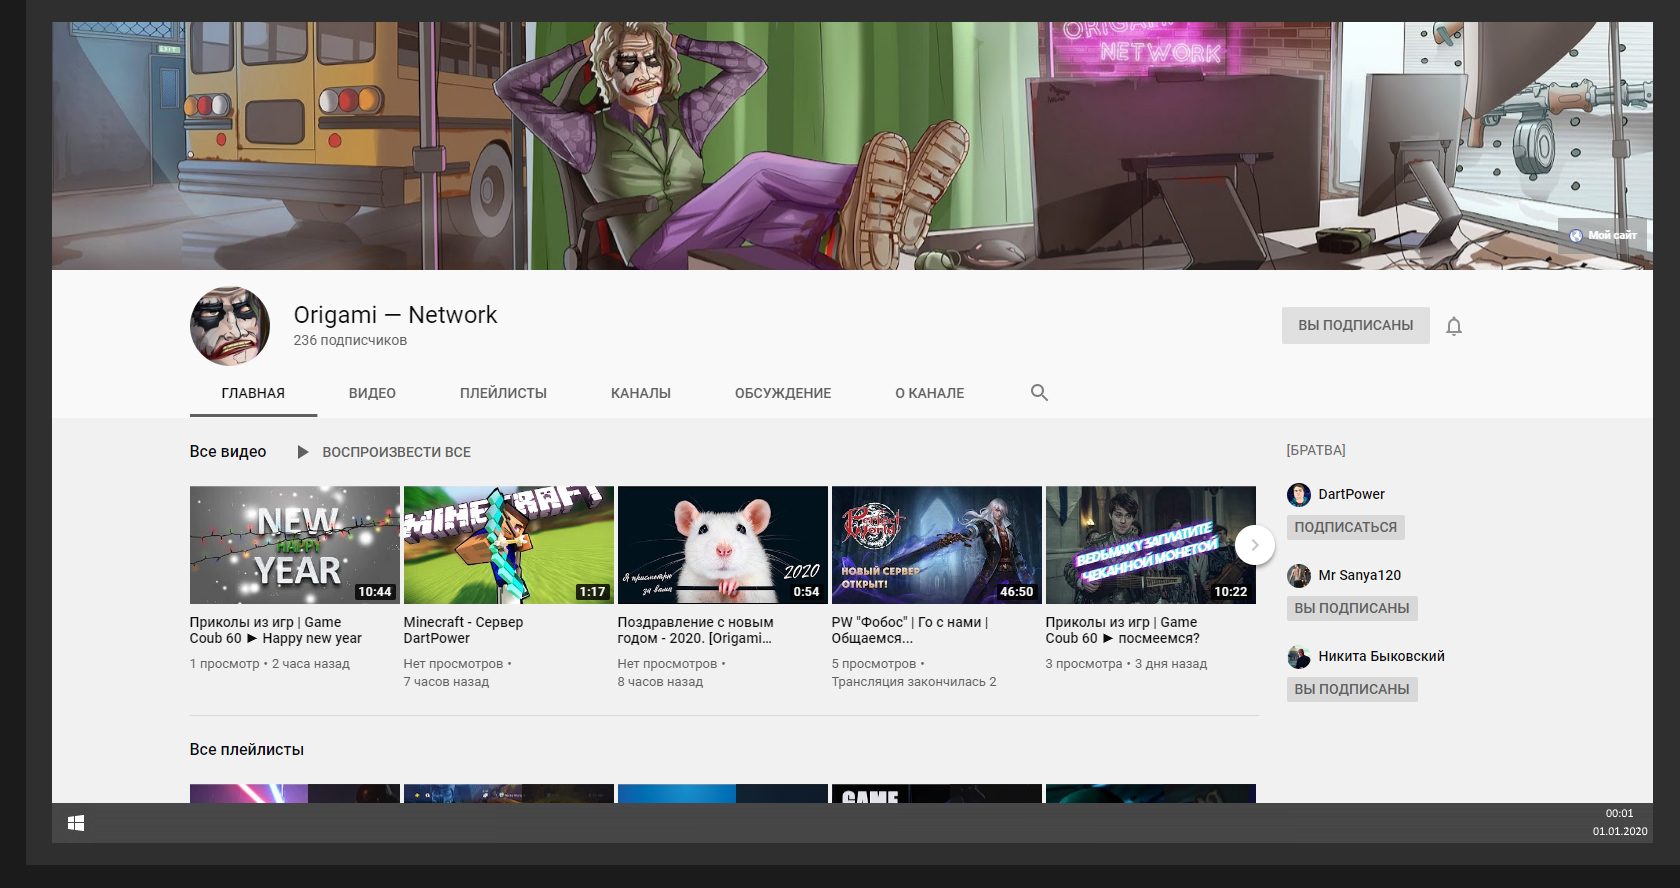 EXIT
ORIGAMI
NETWORK
Мой сайт
Origami — Network
236 подписчиков
ВЫ ПОДПИСАНЫ
ГЛАВНАЯ
ВИДЕО
ПЛЕЙЛИСТЫ
КАНАЛЫ
ОБСУЖДЕНИЕ
О КАНАЛЕ
Все видео
ВОСПРОИЗВЕСТИ ВСЕ
NEW
HAPPY
YEAR
10:44
Приколы из игр | Game
Coub 60 ► Happy new year
1 просмотр • 2 часа назад
MINECRAFT
1:17
Minecraft - Сервер
DartPower
Нет просмотров •
7 часов назад
Я присмотрю
за вами
2020
0:54
Поздравление с новым
годом - 2020. [Origami...
Нет просмотров •
8 часов назад
Perfect
World
НОВЫЙ СЕРВЕР
ОТКРЫТ!
46:50
PW "Фобос" | Го с нами |
Общаемся...
5 просмотров •
Трансляция закончилась 2
ВЕДЬМАКУ ЗАПЛАТИТЕ
ЧЕКАННОЙ МОНЕТОЙ
10:22
Приколы из игр | Game
Coub 60 ► посмеемся?
3 просмотра • 3 дня назад
[БРАТВА]
DartPower
ПОДПИСАТЬСЯ
Mr Sanya120
ВЫ ПОДПИСАНЫ
Никита Быковский
ВЫ ПОДПИСАНЫ
Все плейлисты
GAME
00:01
01.01.2020